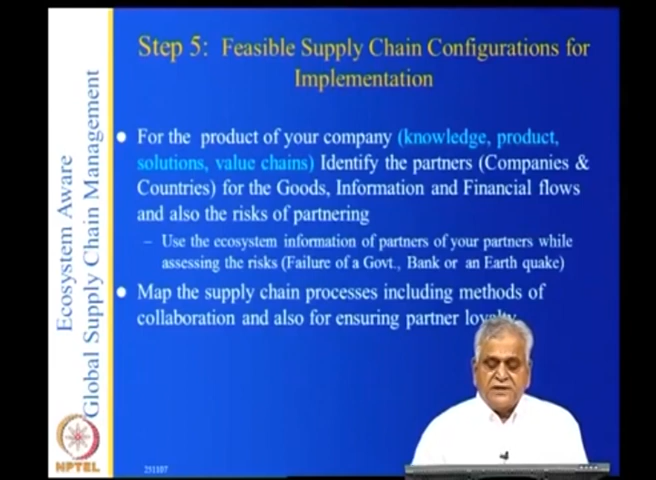 Step 5: Feasible Supply Chain Configurations for
Implementation
For the product of your company (knowledge, product,
solutions, value chains) Identify the partners (Companies &
Countries) for the Goods, Information and Financial flows
and also the risks of partnering
– Use the ecosystem information of partners of your partners while
assessing the risks (Failure of a Govt., Bank or an Earth quake)
Map the supply chain processes including methods of
collaboration and also for ensuring partner loyalty
Ecosystem Aware
Global Supply Chain Management
NPTEL
251107